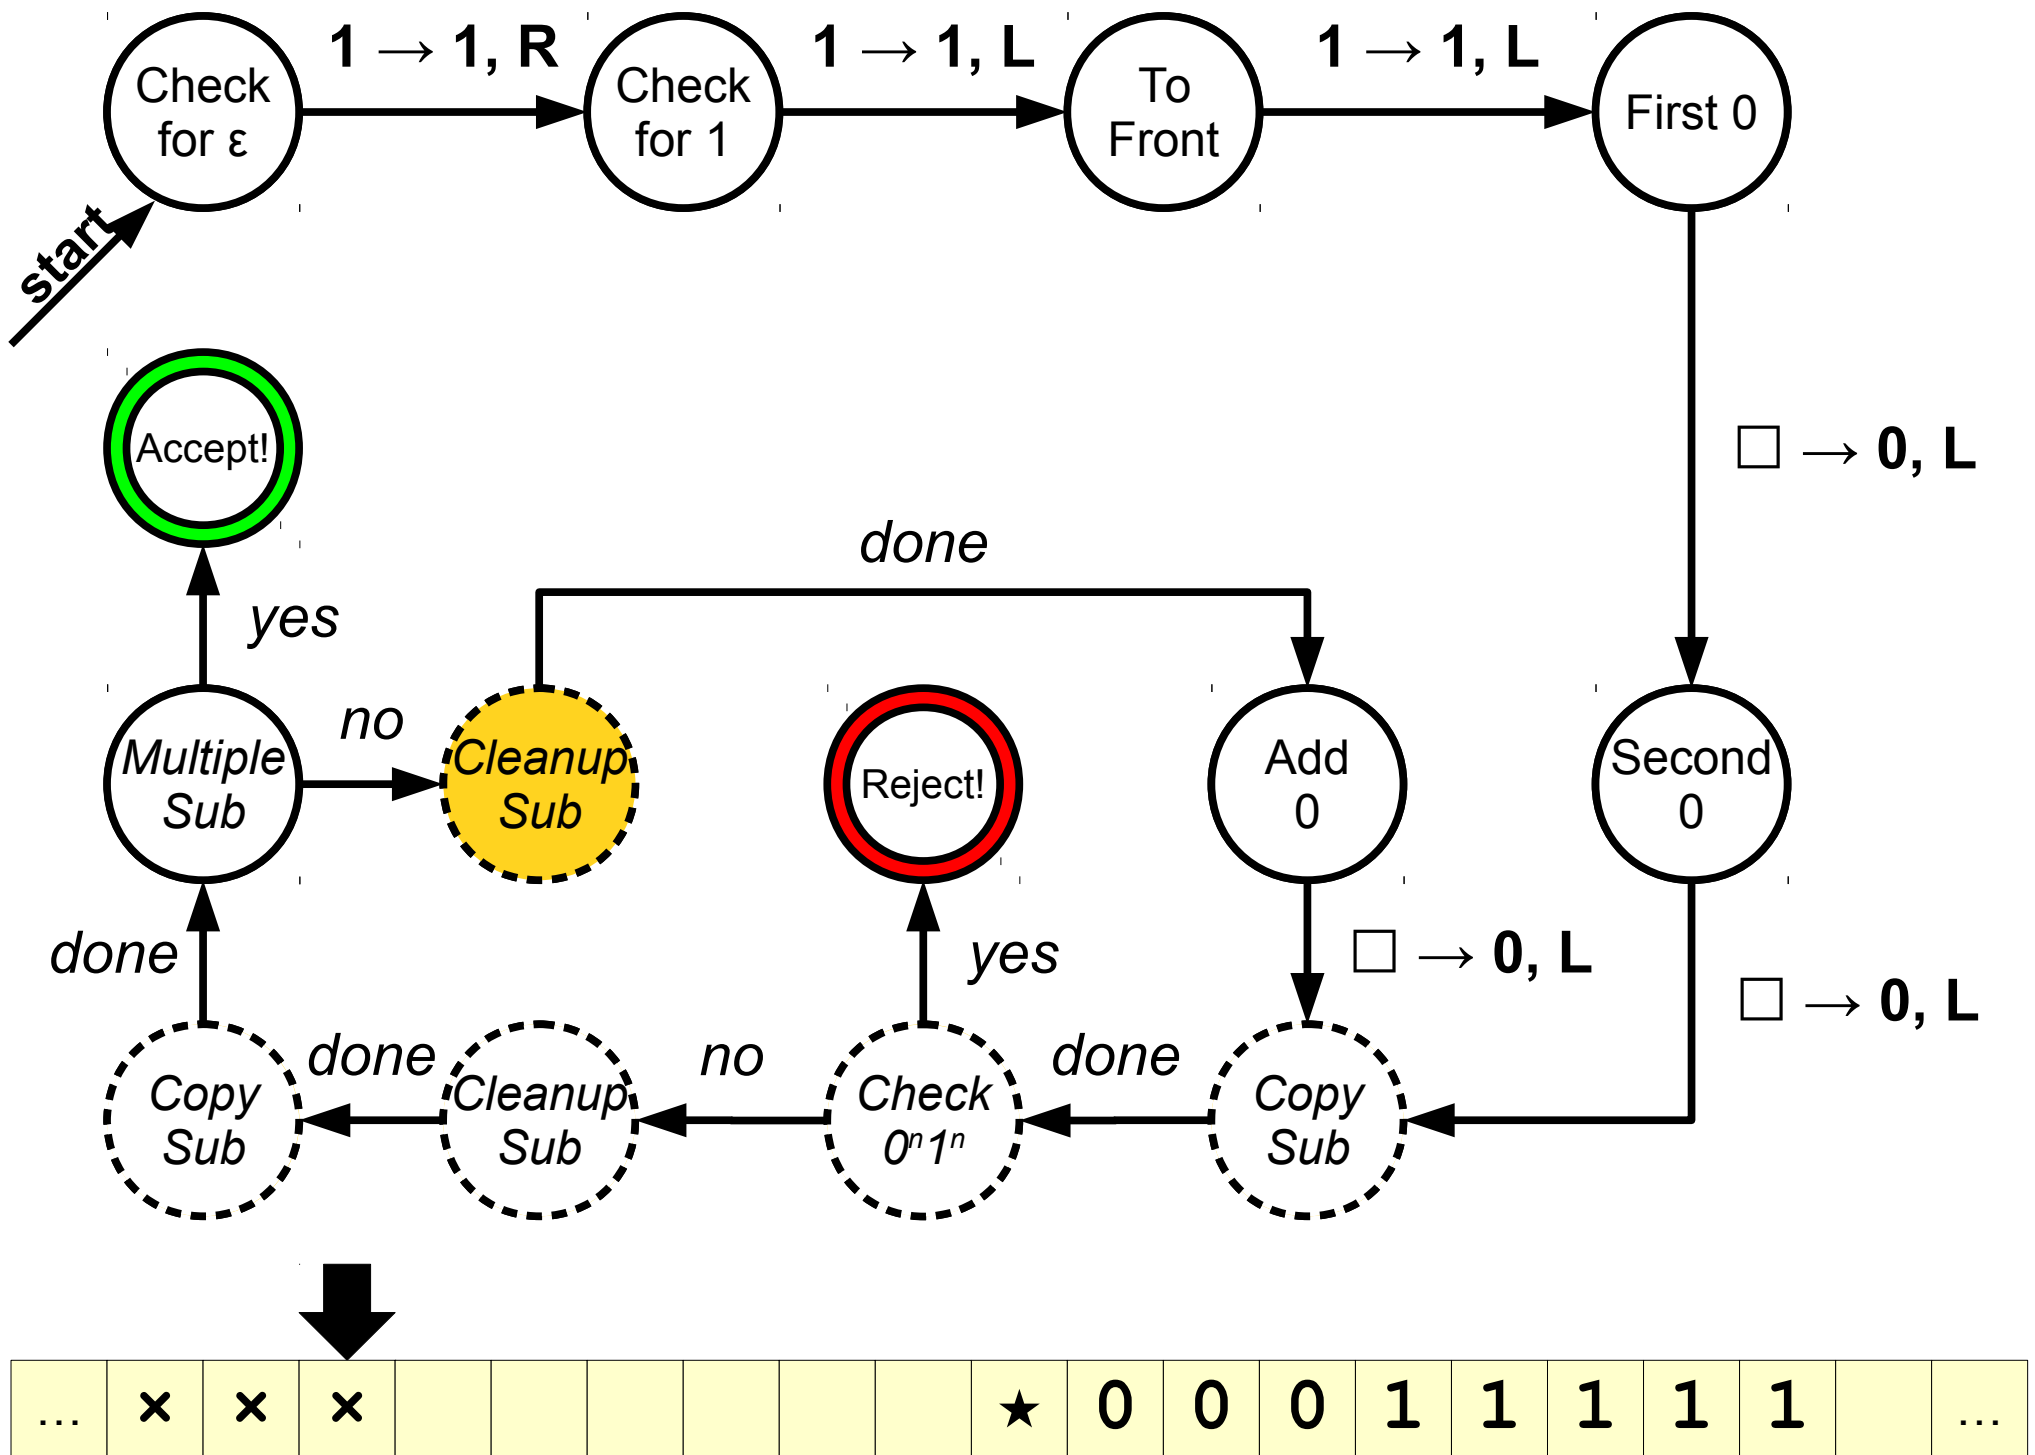 1 → 1, R
1 → 1, L
1 → 1, L
Check
for ε
Check
for 1
To
Front
First 0
start
□ → 0, L
Accept!
done
yes
no
Multiple
Sub
Cleanup
Sub
Reject!
Add
0
Second
0
done
yes
□ → 0, L
□ → 0, L
done
no
done
Copy
Sub
Cleanup
Sub
Check
0ⁿ1ⁿ
Copy
Sub
... × × × ★ 0 0 0 1 1 1 1 1 ...